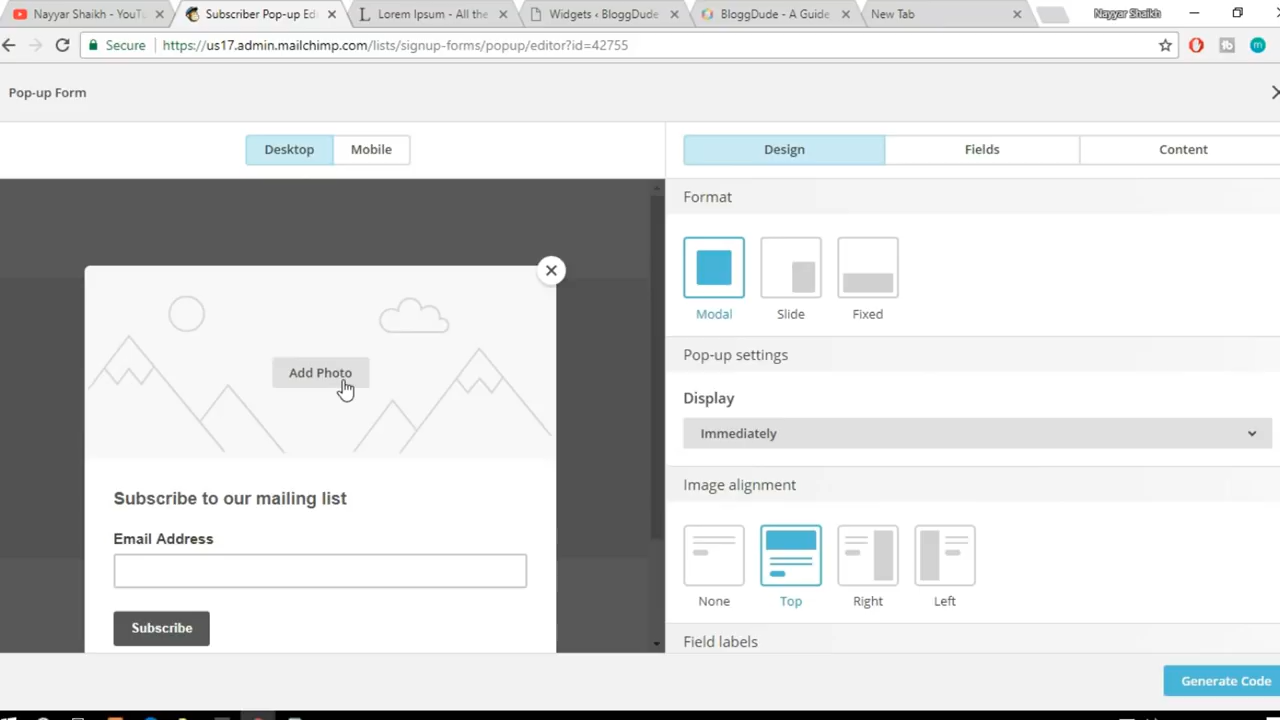 Nayyar Shaikh - YouTu
Subscriber Pop-up Edi
Lorem Ipsum - All the
Widgets ‹ BloggDude
BloggDude - A Guide
New Tab
Nayyar Shaikh
Secure
https://us17.admin.mailchimp.com/lists/signup-forms/popup/editor?id=42755
Pop-up Form
Desktop
Mobile
Design
Fields
Content
Add Photo
Subscribe to our mailing list
Email Address
Subscribe
Format
Modal
Slide
Fixed
Pop-up settings
Display
Immediately
Image alignment
None
Top
Right
Left
Field labels
Generate Code